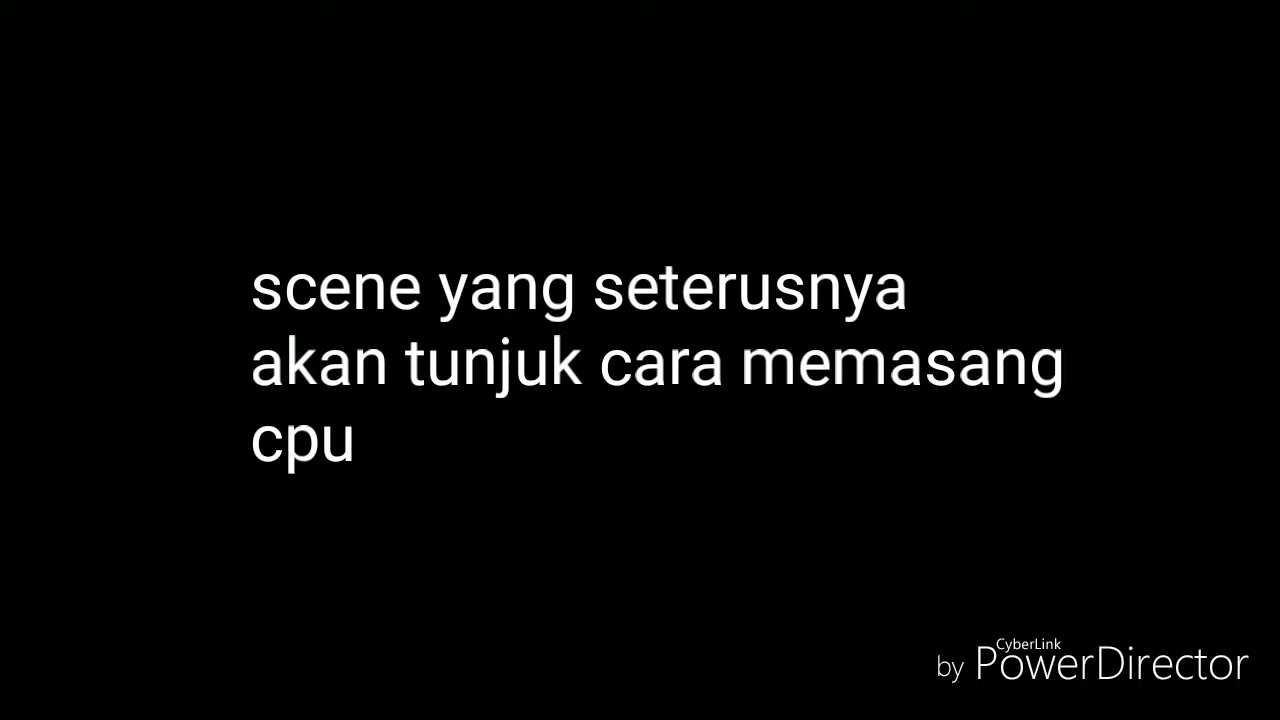 scene yang seterusnya
akan tunjuk cara memasang
cpu
CyberLink
by PowerDirector